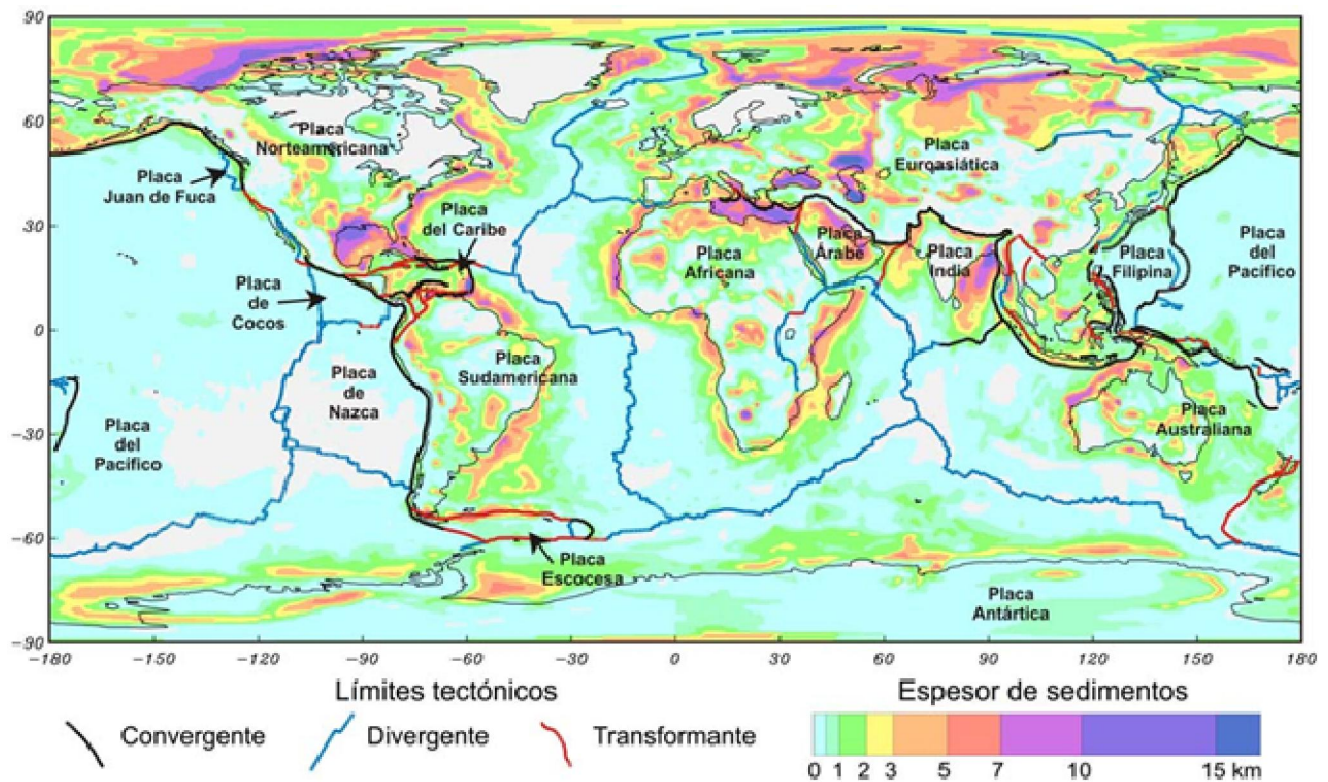 90
60
30
0
-30
-60
-90
-180
-150
-120
-90
-60
-30
0
30
60
90
120
150
180
Placa
Norteamericana
Placa
Juan de Fuca
Placa
del Caribe
Placa
de
Cocos
Placa
Sudamericana
Placa
de
Nazca
Placa
del
Pacífico
Placa
Escocesa
Placa
Euroasiática
Placa
Africana
Placa
Árabe
Placa
India
Placa
Filipina
Placa
del
Pacífico
Placa
Australiana
Placa
Antártica
Límites tectónicos
Convergente
Divergente
Transformante
Espesor de sedimentos
0 1 2 3 5 7 10 15 km